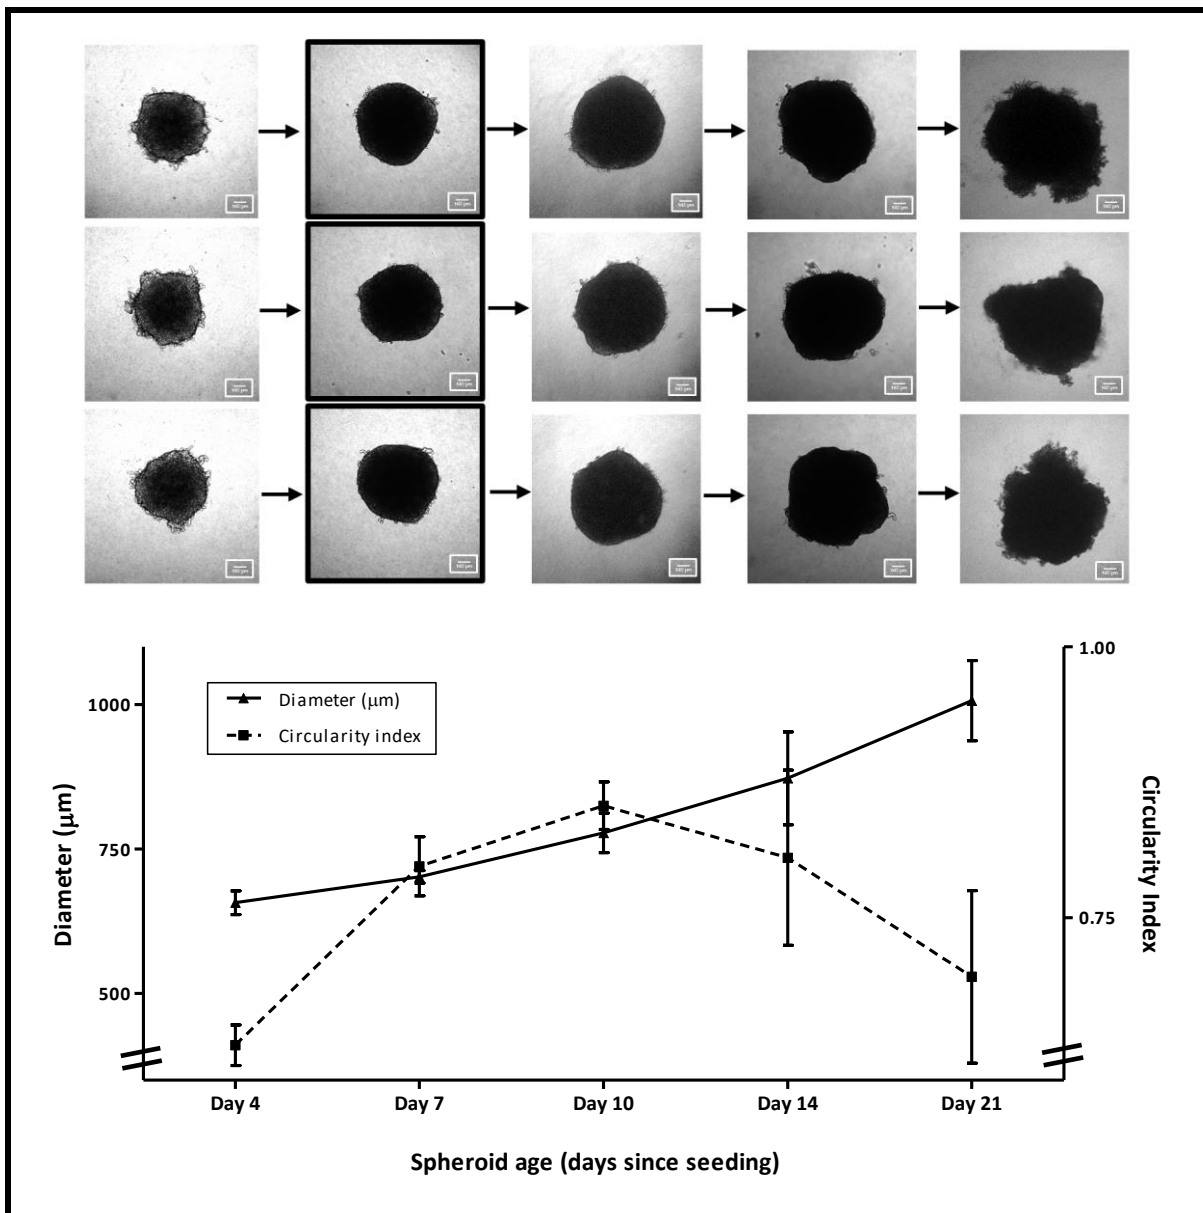 1000
750
500
Diameter (μm)
Diameter (μm)
Circularity index
1.00
0.75
Circularity Index
Day 4
Day 7
Day 10
Day 14
Day 21
Spheroid age (days since seeding)